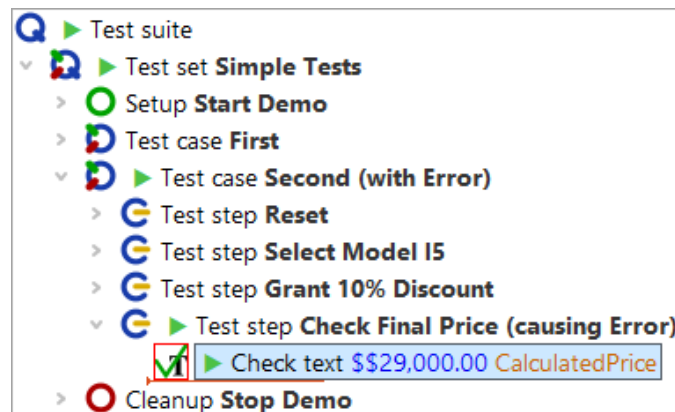 Test suite
Test set Simple Tests
Setup Start Demo
Test case First
Test case Second (with Error)
Test step Reset
Test step Select Model I5
Test step Grant 10% Discount
Test step Check Final Price (causing Error)
Check text $$29,000.00 CalculatedPrice
Cleanup Stop Demo